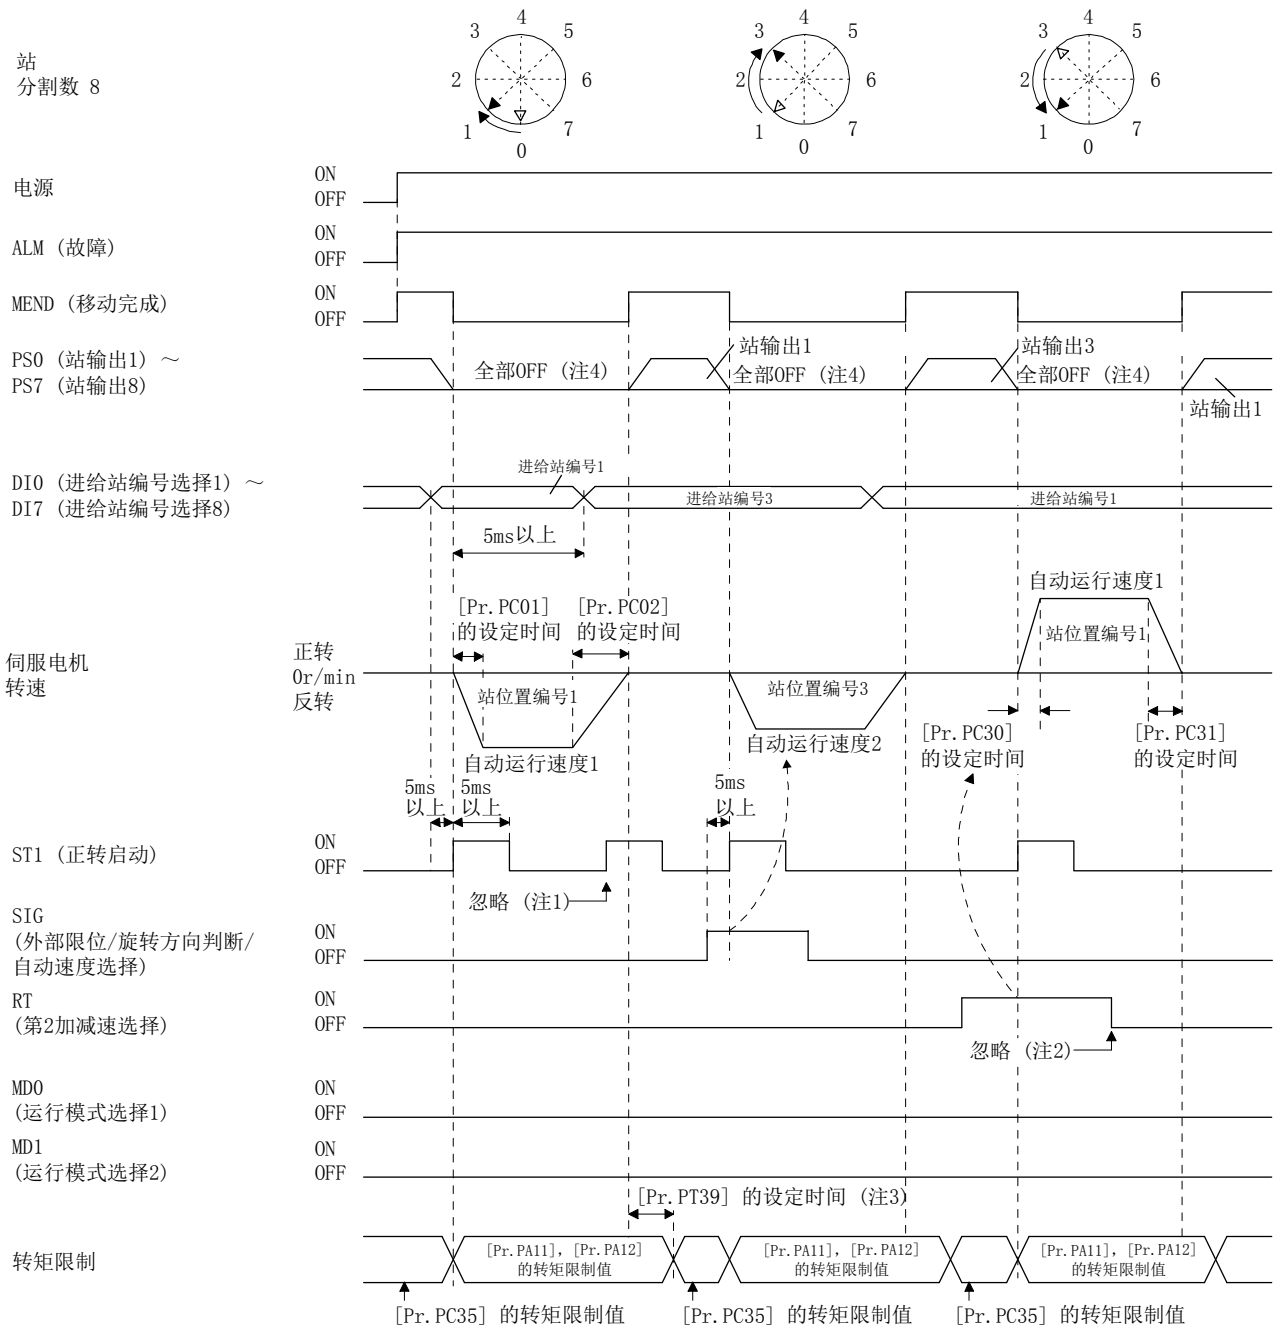 站
分割数 8
3 4 5
2 6
1 7
0
3 4 5
2 6
1 7
0
3 4 5
2 6
1 7
0
电源
ON
OFF
ALM (故障)
ON
OFF
MEND (移动完成)
ON
OFF
PS0 (站输出1) ～
PS7 (站输出8)
全部OFF (注4)
站输出1
全部OFF (注4)
站输出3
全部OFF (注4)
站输出1
DI0 (进给站编号选择1) ～
DI7 (进给站编号选择8)
进给站编号1
进给站编号3
进给站编号1
5ms以上
伺服电机
转速
正转
0r/min
反转
[Pr.PC01]
的设定时间
[Pr.PC02]
的设定时间
站位置编号1
自动运行速度1
站位置编号3
自动运行速度2
自动运行速度1
站位置编号1
[Pr.PC30]
的设定时间
[Pr.PC31]
的设定时间
5ms
以上
5ms
以上
5ms
以上
ST1 (正转启动)
ON
OFF
忽略 (注1)
SIG
(外部限位/旋转方向判断/
自动速度选择)
ON
OFF
RT
(第2加减速选择)
ON
OFF
忽略 (注2)
MD0
(运行模式选择1)
ON
OFF
MD1
(运行模式选择2)
ON
OFF
[Pr.PT39] 的设定时间 (注3)
转矩限制
[Pr.PA11], [Pr.PA12]
的转矩限制值
[Pr.PA11], [Pr.PA12]
的转矩限制值
[Pr.PA11], [Pr.PA12]
的转矩限制值
[Pr.PC35] 的转矩限制值
[Pr.PC35] 的转矩限制值
[Pr.PC35] 的转矩限制值